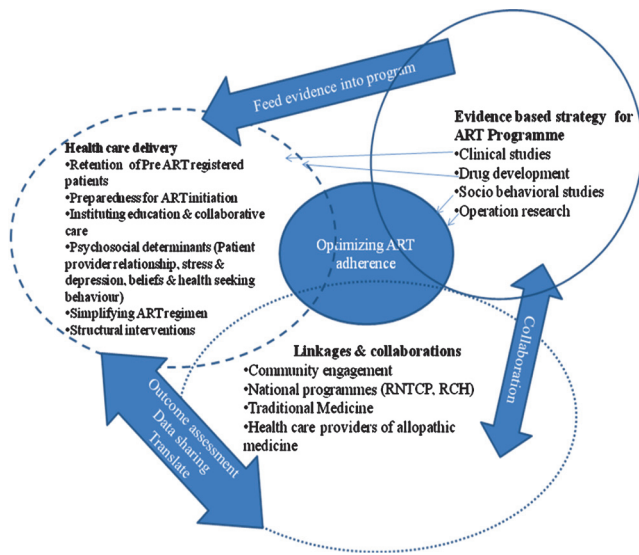 Feed evidence into program
Evidence based strategy for
ART Programme
•Clinical studies
•Drug development
•Socio behavioral studies
•Operation research
Health care delivery
•Retention of Pre ART registered
patients
•Preparedness for ART initiation
•Instituting education & collaborative
care
•Psychosocial determinants (Patient
provider relationship, stress &
depression, beliefs & health seeking
behaviour)
•Simplifying ART regimen
•Structural interventions
Optimizing ART
adherence
Linkages & collaborations
•Community engagement
•National programmes (RNTCP, RCH)
•Traditional Medicine
•Health care providers of allopathic
medicine
Collaboration
Outcome assessment
Data sharing
Translate